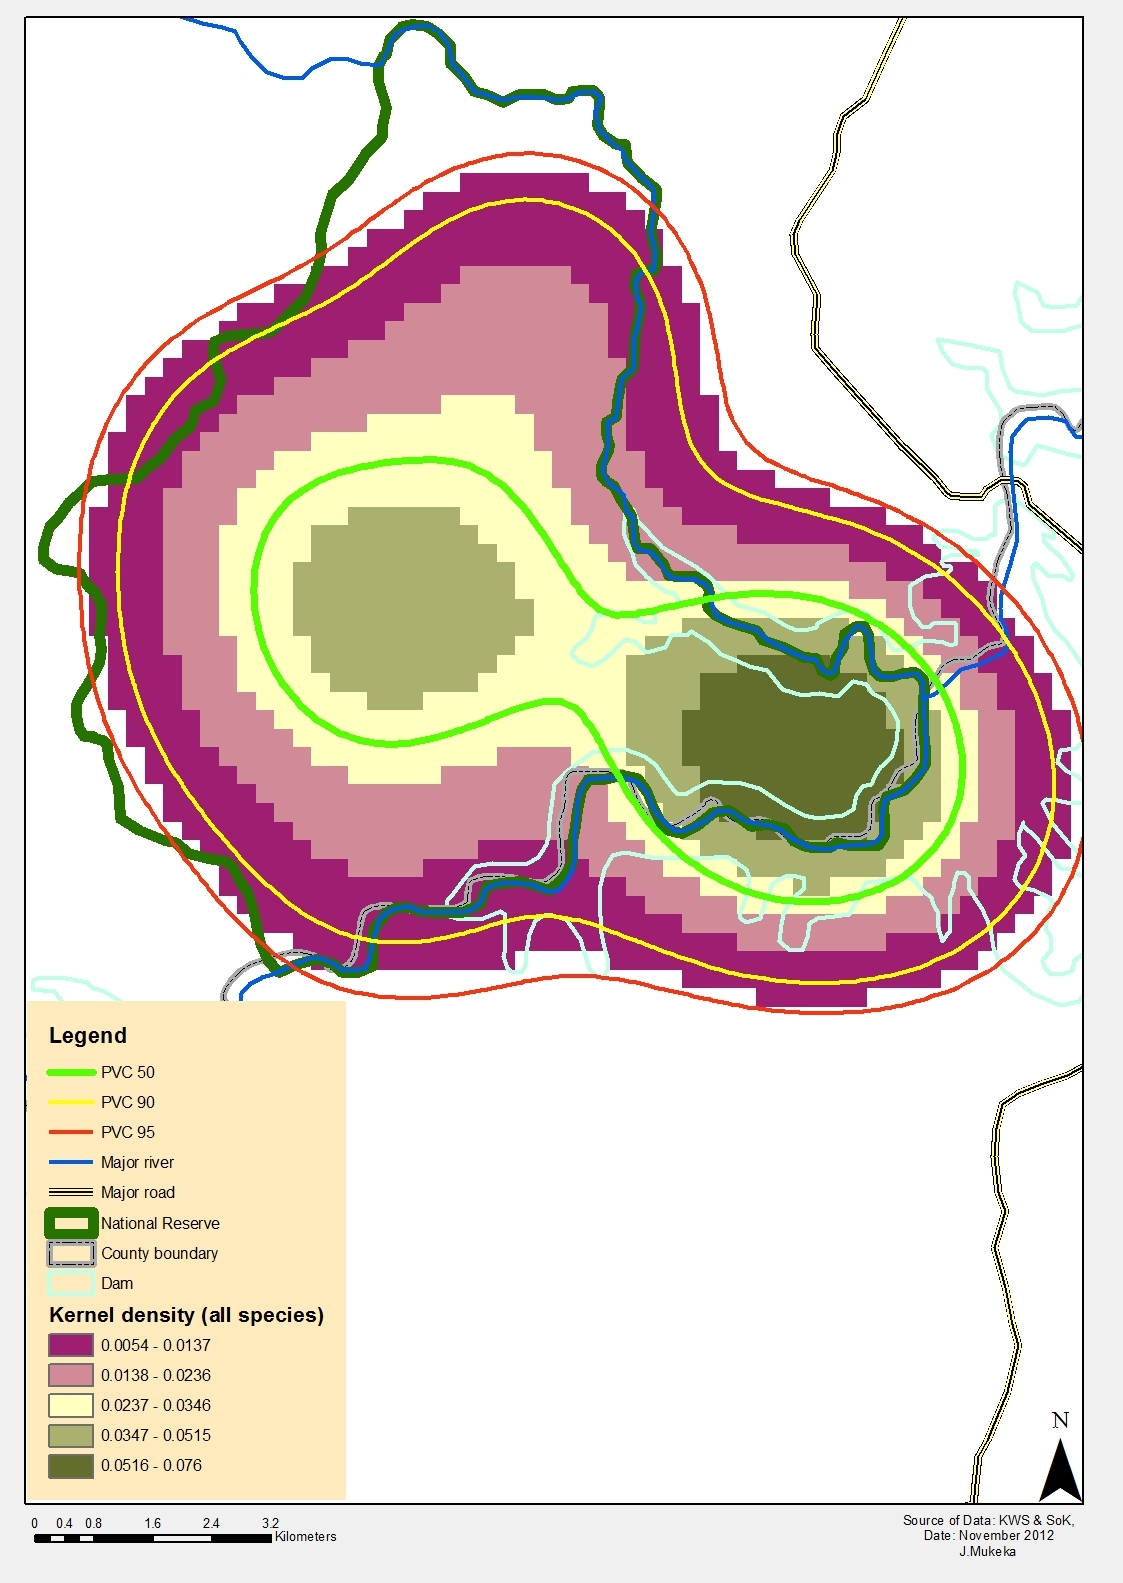 Legend
PVC 50
PVC 90
PVC 95
Major river
Major road
National Reserve
County boundary
Dam
Kernel density (all species)
0.0054 - 0.0137
0.0138 - 0.0236
0.0237 - 0.0346
0.0347 - 0.0515
0.0516 - 0.076
N
0 0.4 0.8 1.6 2.4 3.2
Kilometers
Source of Data: KWS & SoK,
Date: November 2012
J.Mukeka